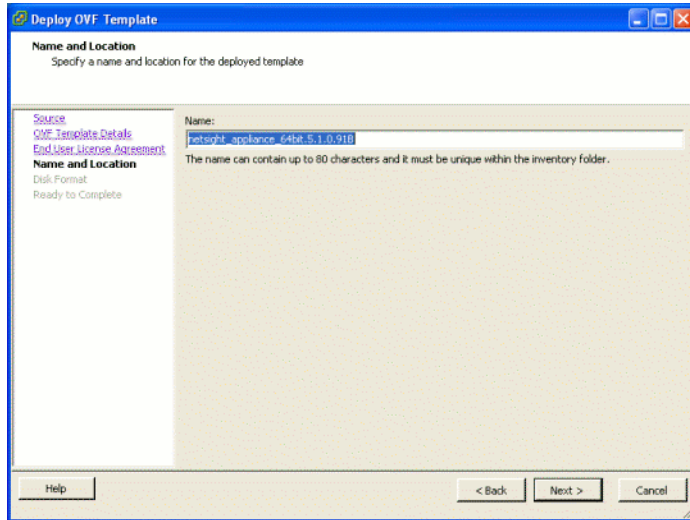 Deploy OVF Template
Name and Location
Specify a name and location for the deployed template
Source
OVF Template Details
End User License Agreement
Name and Location
Disk Format
Ready to Complete
Name:
netsight_appliance_64bit.5.1.0.91B
The name can contain up to 80 characters and it must be unique within the inventory folder.
Help
< Back
Next >
Cancel